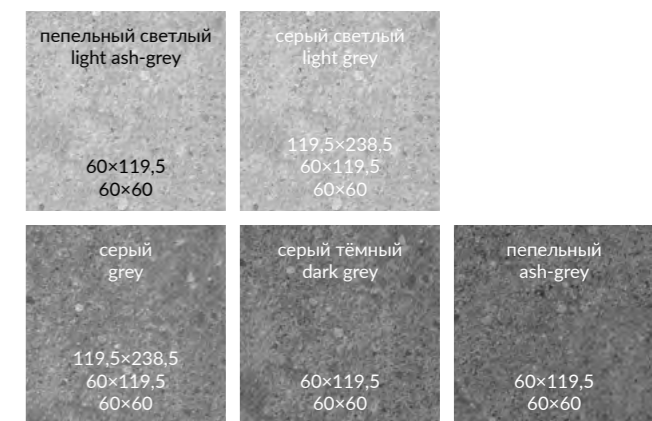 пепельный светлый
light ash-grey
60×119,5
60×60
серый светлый
light grey
119,5×238,5
60×119,5
60×60
серый
grey
119,5×238,5
60×119,5
60×60
серый тёмный
dark grey
60×119,5
60×60
пепельный
ash-grey
60×119,5
60×60